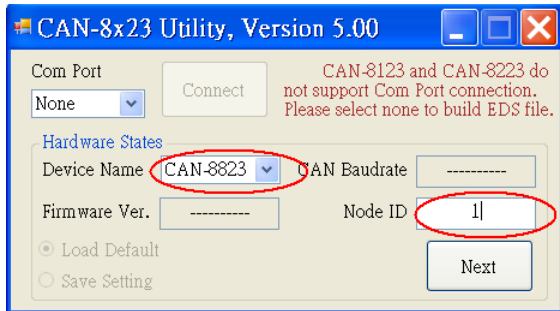 CAN-8x23 Utility, Version 5.00
Com Port
None
Connect
CAN-8123 and CAN-8223 do
not support Com Port connection.
Please select none to build EDS file.
Hardware States
Device Name CAN-8823 CAN Baudrate ----------
Firmware Ver. ---------- Node ID 1
Load Default
Save Setting
Next